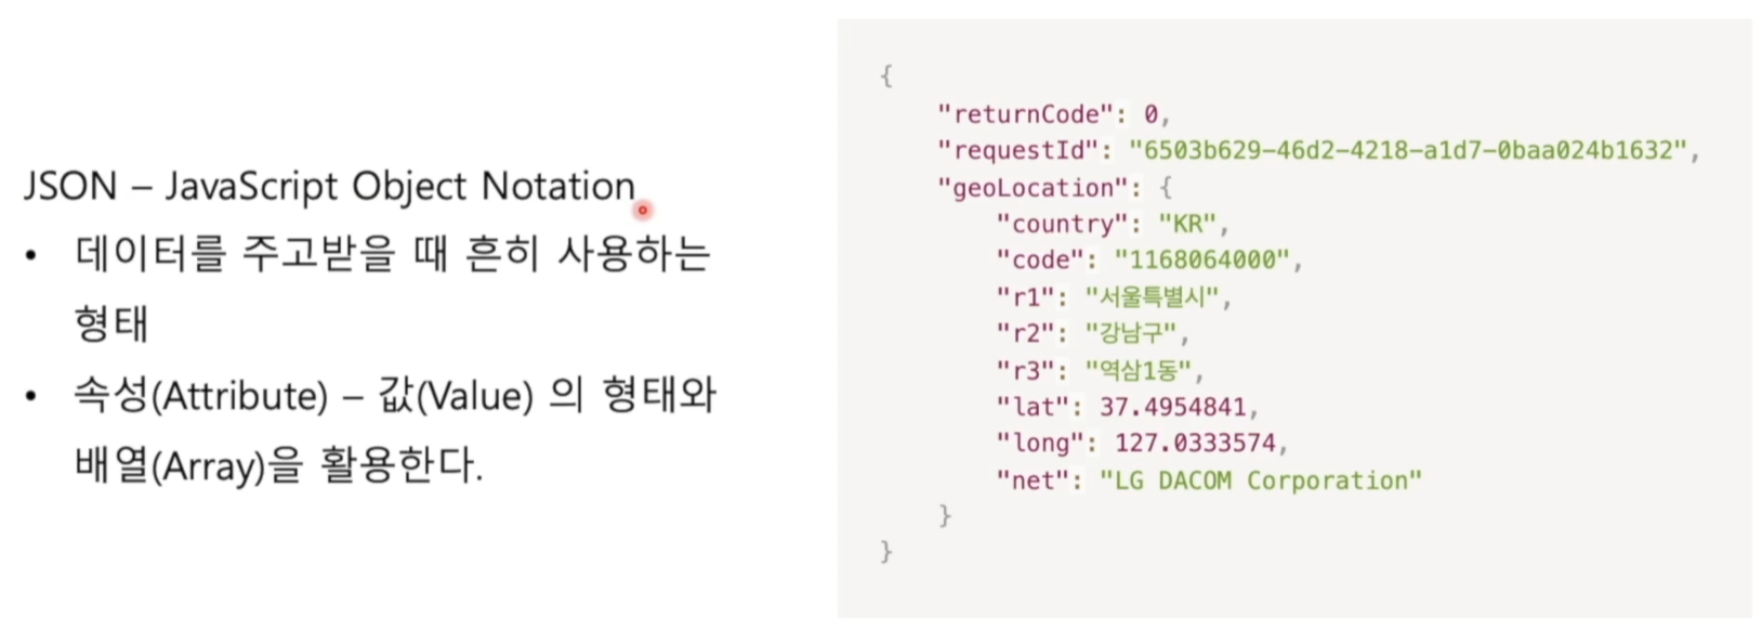 JSON – JavaScript Object Notation
• 데이터를 주고받을 때 흔히 사용하는
형태
• 속성(Attribute) – 값(Value) 의 형태와
배열(Array)을 활용한다.
{
    "returnCode": 0,
    "requestId": "6503b629-46d2-4218-a1d7-0baa024b1632",
    "geoLocation": {
        "country": "KR",
        "code": "1168064000",
        "r1": "서울특별시",
        "r2": "강남구",
        "r3": "역삼1동",
        "lat": 37.4954841,
        "long": 127.0333574,
        "net": "LG DACOM Corporation"
    }
}